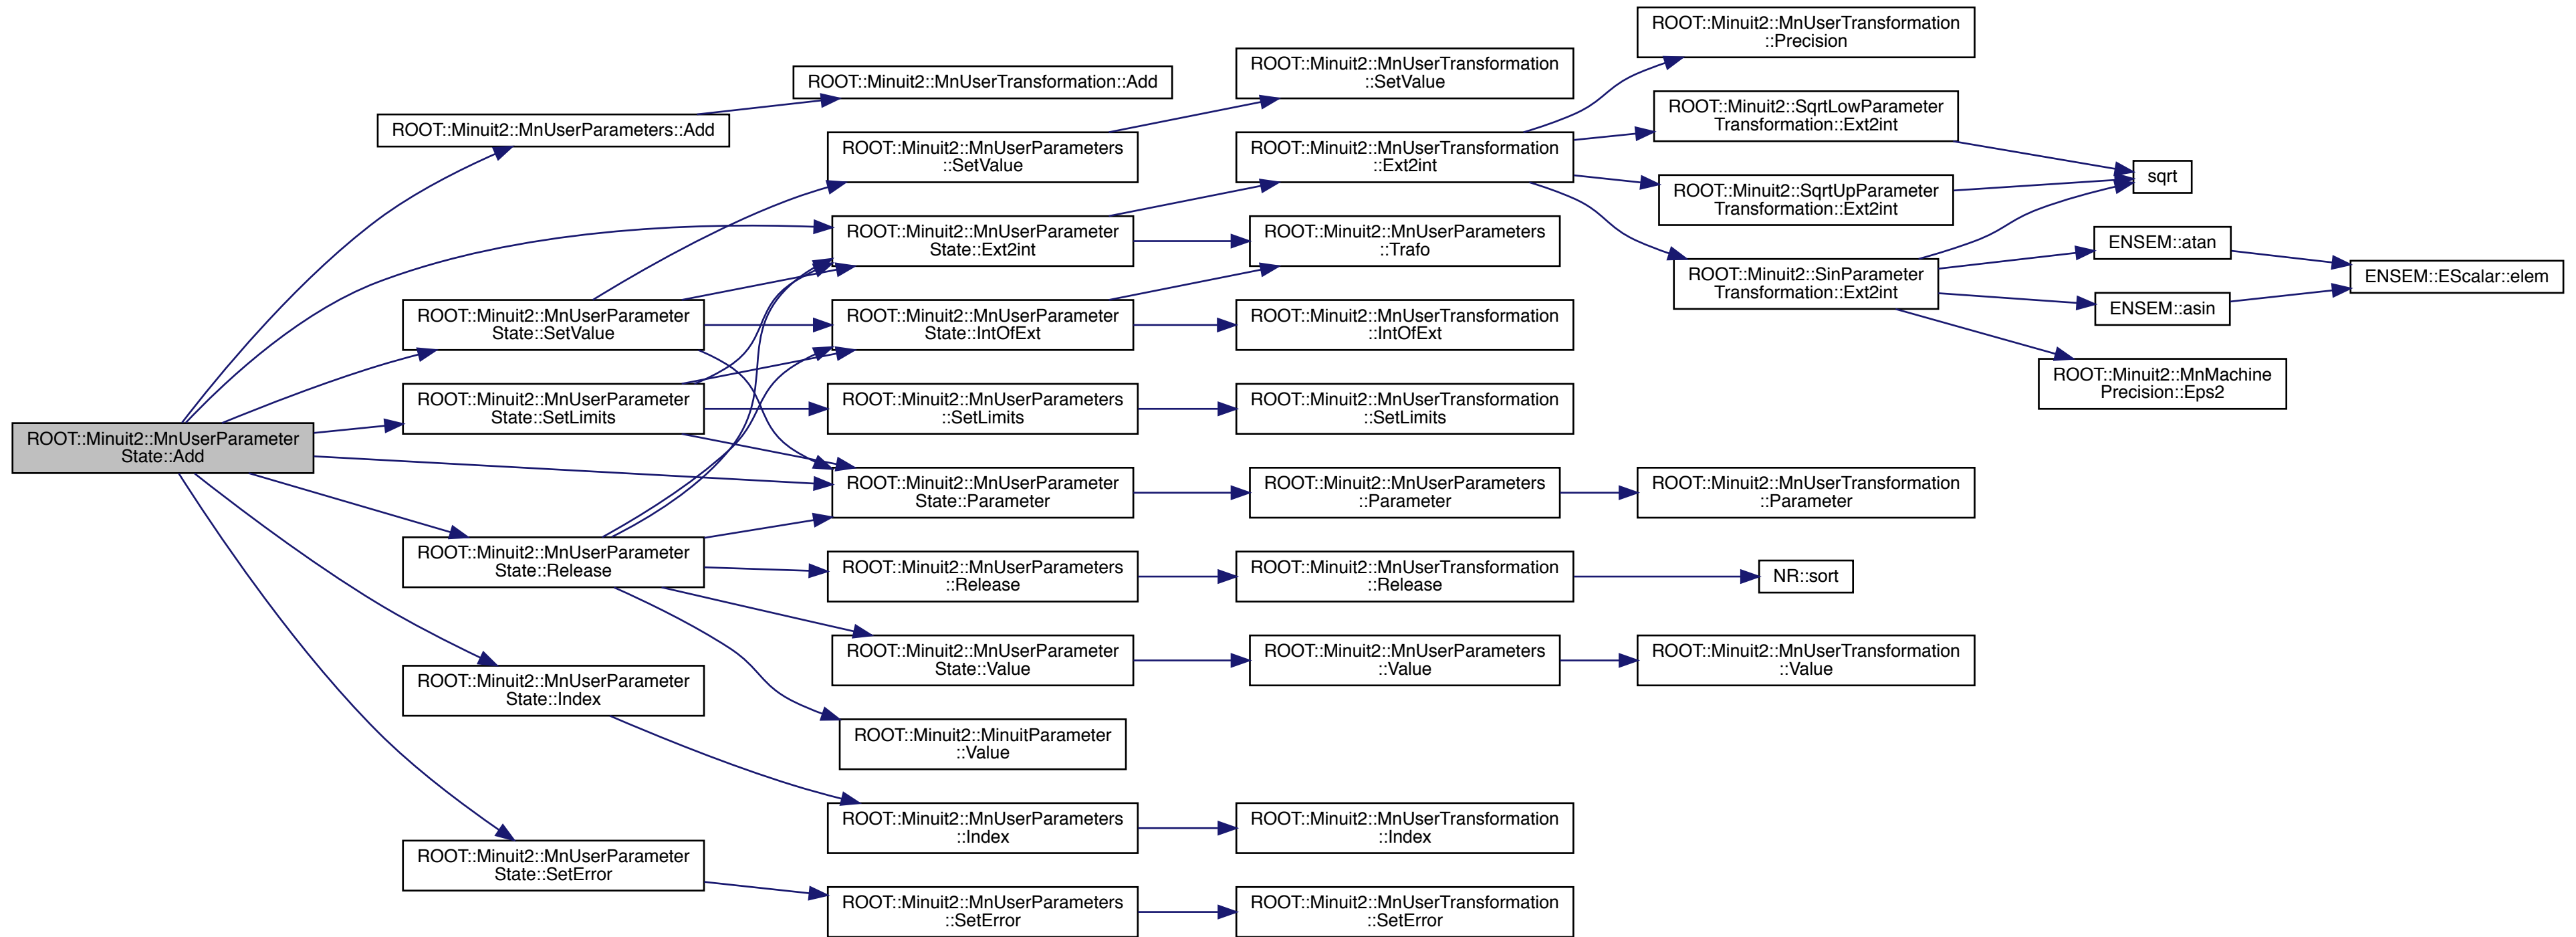 ROOT::Minuit2::MnUserParameter
State::Add
ROOT::Minuit2::MnUserParameters::Add
ROOT::Minuit2::MnUserTransformation::Add
ROOT::Minuit2::MnUserParameter
State::SetValue
ROOT::Minuit2::MnUserParameter
State::SetLimits
ROOT::Minuit2::MnUserParameter
State::Release
ROOT::Minuit2::MnUserParameter
State::Index
ROOT::Minuit2::MnUserParameter
State::SetError
ROOT::Minuit2::MnUserParameters
::SetValue
ROOT::Minuit2::MnUserParameter
State::Ext2int
ROOT::Minuit2::MnUserParameter
State::IntOfExt
ROOT::Minuit2::MnUserParameters
::SetLimits
ROOT::Minuit2::MnUserParameter
State::Parameter
ROOT::Minuit2::MnUserParameters
::Release
ROOT::Minuit2::MnUserParameter
State::Value
ROOT::Minuit2::MinuitParameter
::Value
ROOT::Minuit2::MnUserParameters
::Index
ROOT::Minuit2::MnUserParameters
::SetError
ROOT::Minuit2::MnUserTransformation
::SetValue
ROOT::Minuit2::MnUserTransformation
::Ext2int
ROOT::Minuit2::MnUserParameters
::Trafo
ROOT::Minuit2::MnUserTransformation
::IntOfExt
ROOT::Minuit2::MnUserTransformation
::SetLimits
ROOT::Minuit2::MnUserParameters
::Parameter
ROOT::Minuit2::MnUserTransformation
::Release
ROOT::Minuit2::MnUserParameters
::Value
ROOT::Minuit2::MnUserTransformation
::Index
ROOT::Minuit2::MnUserTransformation
::SetError
ROOT::Minuit2::MnUserTransformation
::Precision
ROOT::Minuit2::SqrtLowParameter
Transformation::Ext2int
ROOT::Minuit2::SqrtUpParameter
Transformation::Ext2int
ROOT::Minuit2::SinParameter
Transformation::Ext2int
ROOT::Minuit2::MnUserTransformation
::Parameter
NR::sort
ROOT::Minuit2::MnUserTransformation
::Value
sqrt
ENSEM::atan
ENSEM::asin
ROOT::Minuit2::MnMachine
Precision::Eps2
ENSEM::EScalar::elem